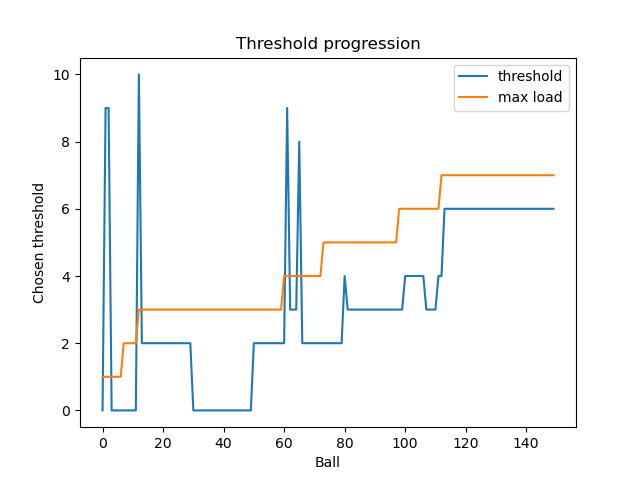 Threshold progression
threshold
max load
Chosen threshold
10
8
6
4
2
0
0 20 40 60 80 100 120 140
Ball